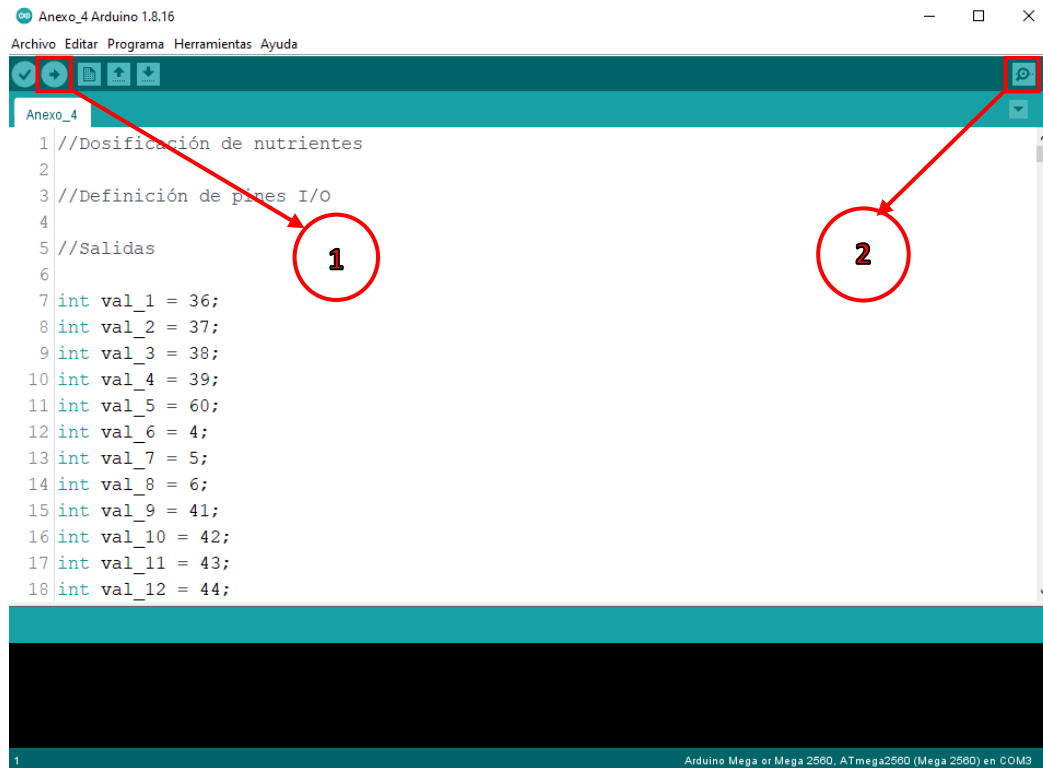 Anexo_4 Arduino 1.8.16
Archivo Editar Programa Herramientas Ayuda
Anexo_4
1 //Dosificación de nutrientes
2
3 //Definición de pines I/O
4
5 //Salidas
6
7 int val_1 = 36;
8 int val_2 = 37;
9 int val_3 = 38;
10 int val_4 = 39;
11 int val_5 = 60;
12 int val_6 = 4;
13 int val_7 = 5;
14 int val_8 = 6;
15 int val_9 = 41;
16 int val_10 = 42;
17 int val_11 = 43;
18 int val_12 = 44;
1
2
1 Arduino Mega or Mega 2560, ATmega2560 (Mega 2560) en COM3